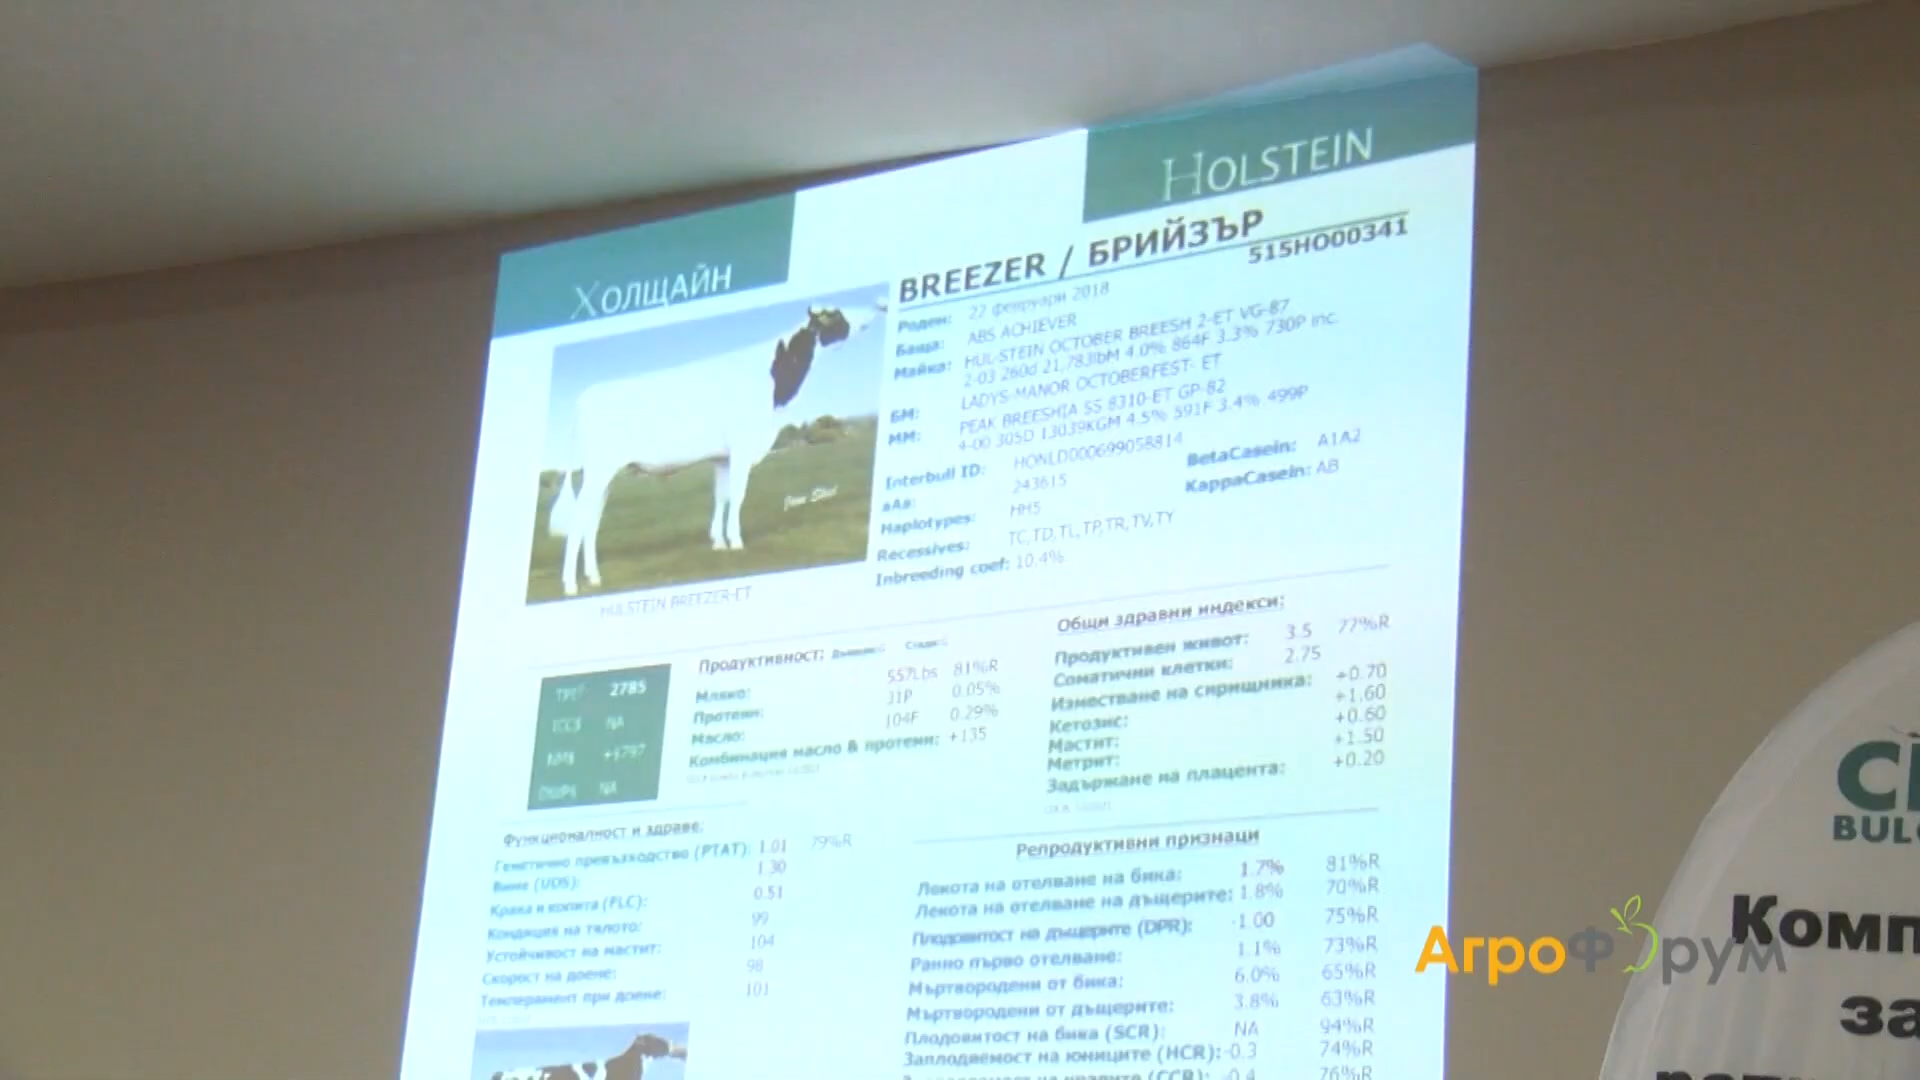 Холщайн
Holstein
BREEZER / БРИЙЗЪР
515HO00341
Роден: 27 февруари 2018
Баща: ABS ACHIEVER
Майка: HUL-STEIN OCTOBER BREESH 2-ET VG-87
2-03 260d 21,783lbM 4.0% 864F 3.3% 730P inc.
БМ: LADYS-MANOR OCTOBERFEST- ET
ММ: PEAK BREESHIA SS 8310-ET GP-82
4-00 305D 13039KGM 4.5% 591F 3.4% 499P
Interbull ID: HONLD000699058814
BetaCasein: A1A2
aAa: 243615
KappaCasein: AB
Haplotypes: HH5
Recessives: TC,TD,TL,TP,TR,TV,TY
Inbreeding coef: 10.4%
HULSTEIN BREEZER-ET
TPI 2785
NA
NM$ +$797
NA
Продуктивност:
Мляко: 557Lbs 81%R
Протеин: 31P 0.05%
Масло: 104F 0.29%
Комбинация масло & протеин: +135
Общи здравни индекси:
Продуктивен живот: 3.5 77%R
Соматични клетки: 2.75
Изместване на сирищника: +0.70
Кетозис: +1.60
Мастит: +0.60
Метрит: +1.50
Задържане на плацента: +0.20
Функционалност и здраве:
Генетично превъзходство (PTAT): 1.01 79%R
Виме (UDS): 1.30
Крака и копита (FLC): 0.51
Кондиция на тялото: 99
Устойчивост на мастит: 104
Скорост на доене: 98
Темперамент при доене: 101
Репродуктивни признаци
Лекота на отелване на бика: 1.7% 81%R
Лекота на отелване на дъщерите: 1.8% 70%R
Плодовитост на дъщерите (DPR): -1.00 75%R
Ранно първо отелване: 1.1% 73%R
Мъртвородени от бика: 6.0% 65%R
Мъртвородени от дъщерите: 3.8% 63%R
Плодовитост на бика (SCR): NA 94%R
Заплодяемост на юниците (HCR): -0.3 74%R
(CCR): -0.4 76%R
АгроФорум
BUL
Комп
за